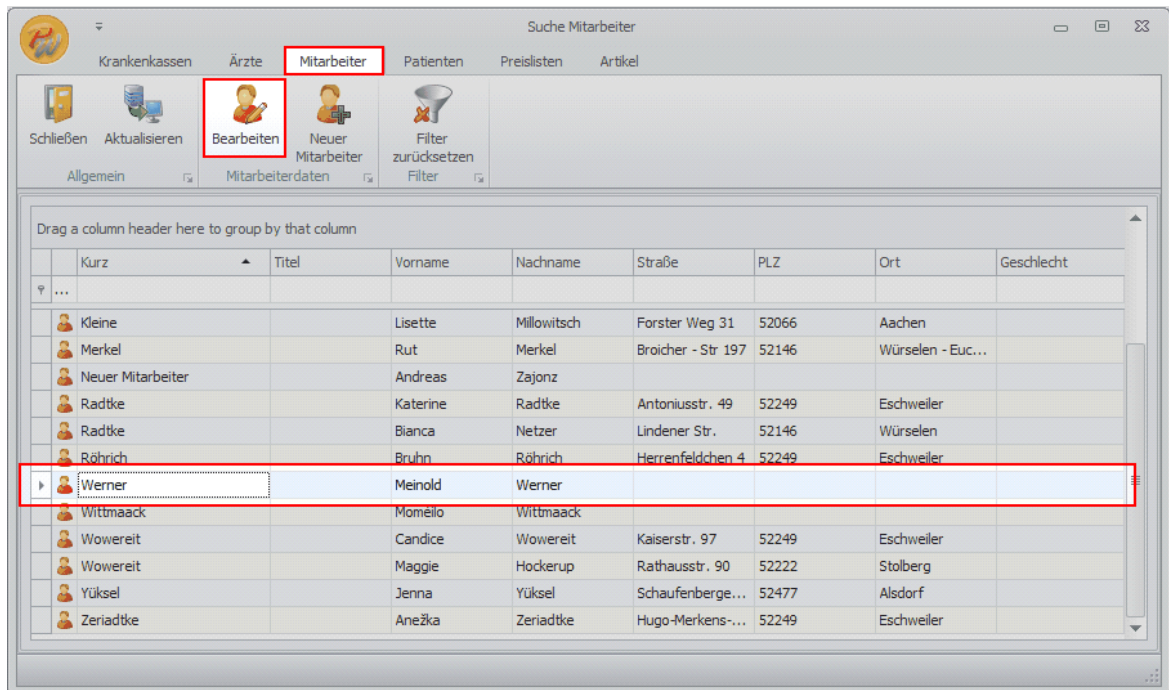 PW
Suche Mitarbeiter
Krankenkassen Ärzte Mitarbeiter Patienten Preislisten Artikel
Schließen Aktualisieren Bearbeiten Neuer Mitarbeiter Filter zurücksetzen
Allgemein Mitarbeiterdaten Filter
Drag a column header here to group by that column
Kurz Titel Vorname Nachname Straße PLZ Ort Geschlecht
...
Kleine Lisette Millowitsch Forster Weg 31 52066 Aachen
Merkel Rut Merkel Broicher - Str 197 52146 Würselen - Euc...
Neuer Mitarbeiter Andreas Zajonz
Radtke Katerine Radtke Antoniusstr. 49 52249 Eschweiler
Radtke Bianca Netzer Lindener Str. 52146 Würselen
Röhrich Bruhn Röhrich Herrenfeldchen 4 52249 Eschweiler
Werner Meinold Werner
Wittmaack Momèilo Wittmaack
Wowereit Candice Wowereit Kaiserstr. 97 52249 Eschweiler
Wowereit Maggie Hockerup Rathausstr. 90 52222 Stolberg
Yüksel Jenna Yüksel Schaufenberge... 52477 Alsdorf
Zeriadtke Anežka Zeriadtke Hugo-Merkens-... 52249 Eschweiler